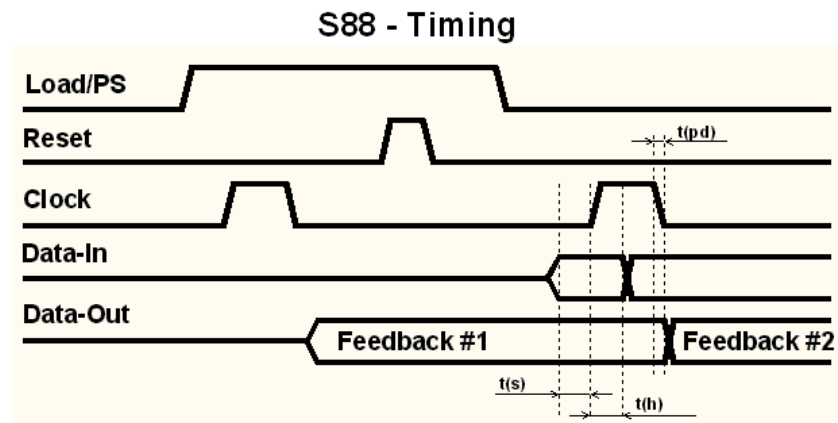 S88 - Timing
Load/PS
Reset
t(pd)
Clock
Data-In
Data-Out
Feedback #1
Feedback #2
t(s)
t(h)